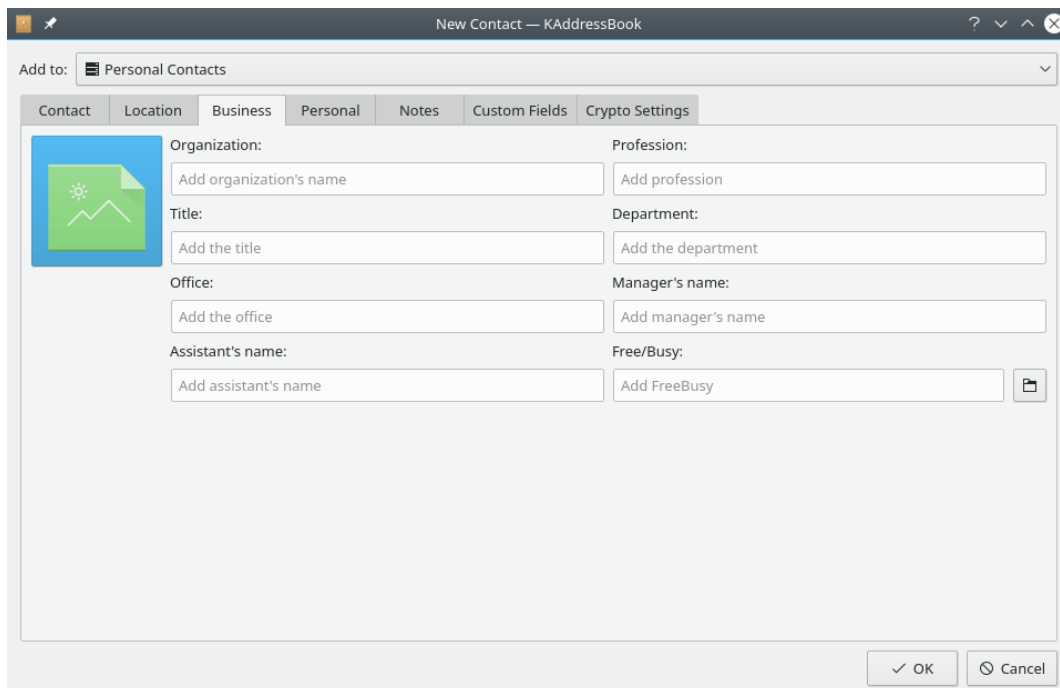 New Contact — KAddressBook
Add to: Personal Contacts
Contact Location Business Personal Notes Custom Fields Crypto Settings
Organization: Profession:
Add organization's name Add profession
Title: Department:
Add the title Add the department
Office: Manager's name:
Add the office Add manager's name
Assistant's name: Free/Busy:
Add assistant's name Add FreeBusy
OK Cancel